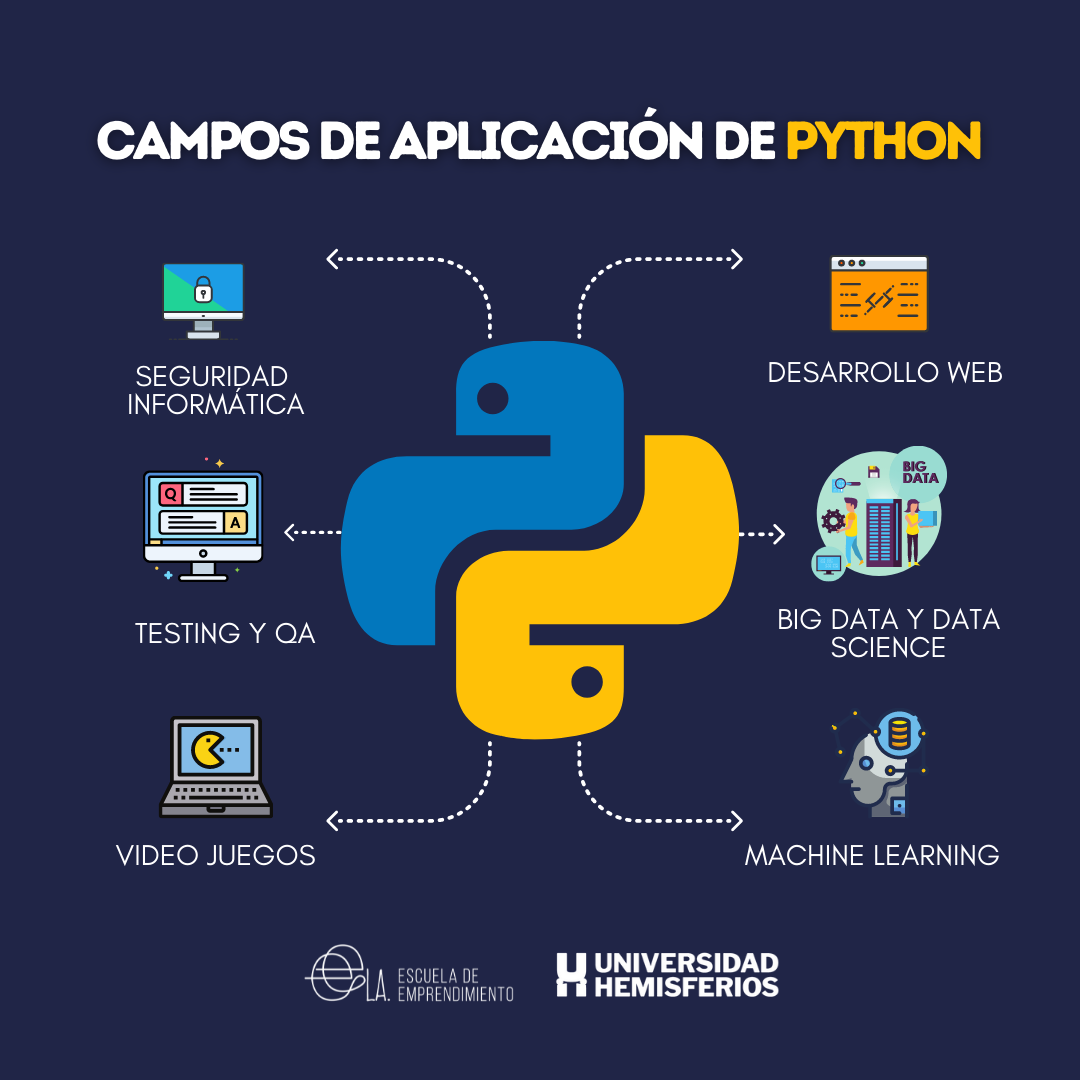 CAMPOS DE APLICACIÓN DE PYTHON
SEGURIDAD
INFORMÁTICA
DESARROLLO WEB
Q
A
TESTING Y QA
BIG
DATA
BIG DATA Y DATA
SCIENCE
VIDEO JUEGOS
MACHINE LEARNING
eLA. ESCUELA DE
EMPRENDIMIENTO
UNIVERSIDAD
HEMISFERIOS